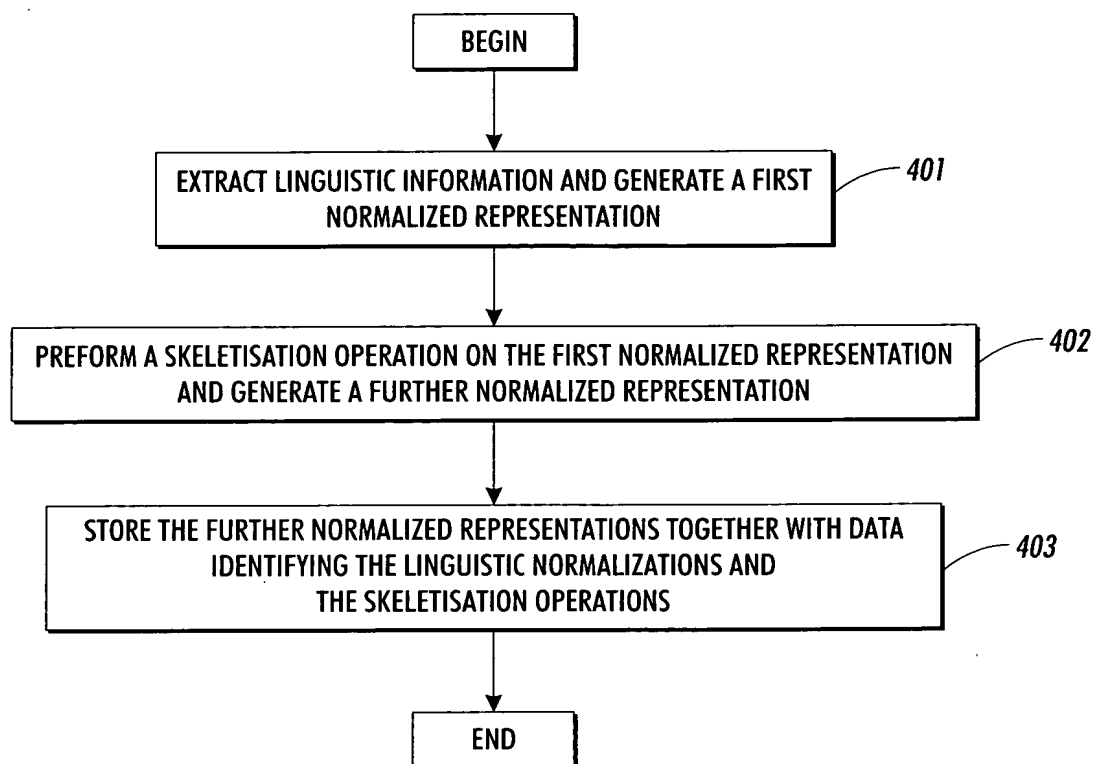 BEGIN
EXTRACT LINGUISTIC INFORMATION AND GENERATE A FIRST
NORMALIZED REPRESENTATION
401
PREFORM A SKELETISATION OPERATION ON THE FIRST NORMALIZED REPRESENTATION
AND GENERATE A FURTHER NORMALIZED REPRESENTATION
402
STORE THE FURTHER NORMALIZED REPRESENTATIONS TOGETHER WITH DATA
IDENTIFYING THE LINGUISTIC NORMALIZATIONS AND
THE SKELETISATION OPERATIONS
403
END